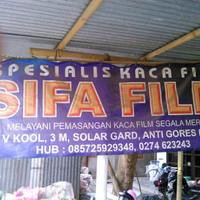 SPESIALIS KACA FI
SIFA FIL
MELAYANI PEMASANGAN KACA FILM SEGALA MER
V KOOL, 3 M, SOLAR GARD, ANTI GORES
HUB : 085725929348, 0274 623243